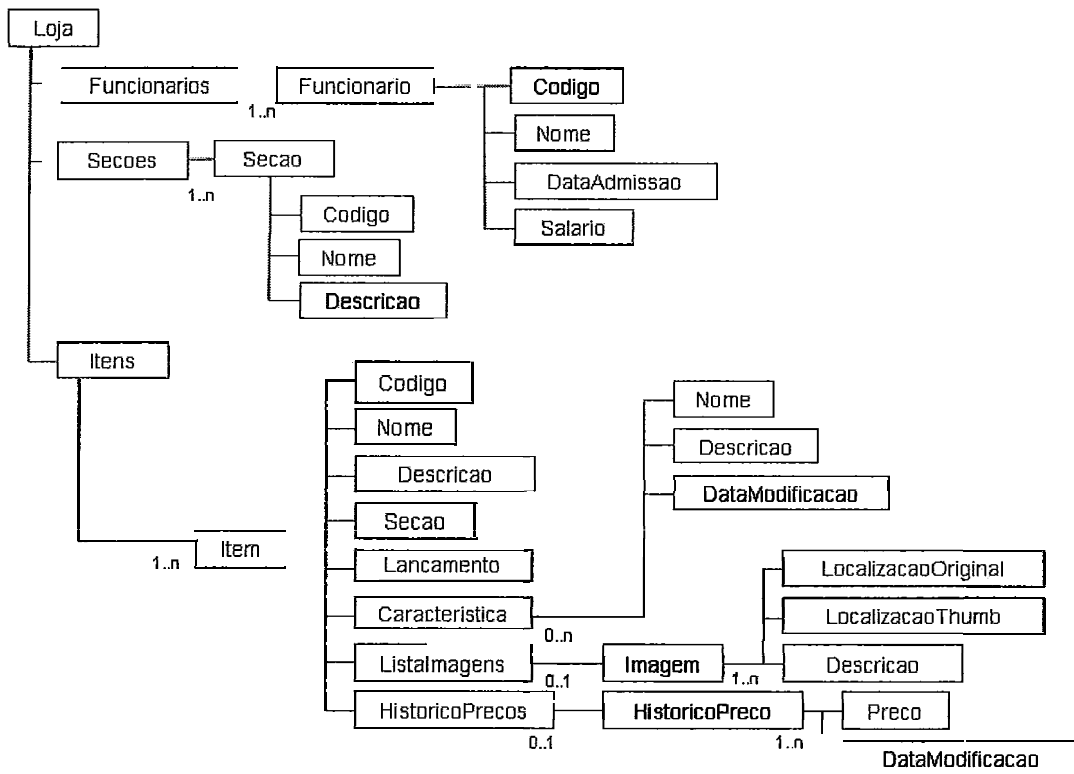 Loja
Funcionarios
1..n
Funcionario
Codigo
Nome
DataAdmissao
Salário
Secoes
1..n
Secao
Codigo
Nome
Descricao
Itens
1..n
Item
Codigo
Nome
Descricao
Secao
Lancamento
Caracteristica
0..n
Nome
Descricao
DataModificacao
ListaImagens
0..1
Imagem
1..n
LocalizacaoOriginal
LocalizacaoThumb
Descricao
HistoricoPrecos
0..1
HistoricoPreco
1..n
Preco
DataModificacao